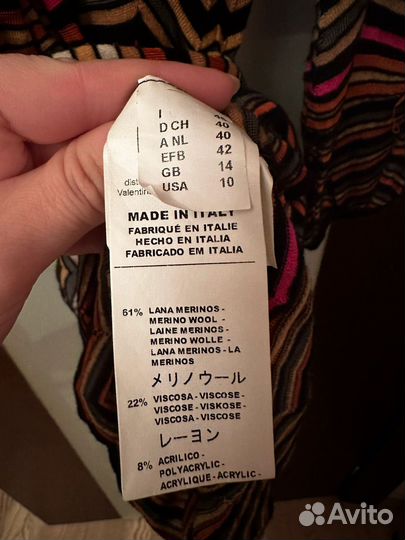 I
D CH 40
A NL 40
EFB 42
GB 14
USA 10
dist
Valentin
MADE IN ITALY
FABRIQUÉ EN ITALIE
HECHO EN ITALIA
FABRICADO EM ITALIA
61% LANA MERINOS -
MERINO WOOL -
LAINE MERINOS -
MERINO WOLLE -
LANA MERINOS - LA
MERINOS
メリノウール
22% VISCOSA - VISCOSE -
VISCOSE - VISKOSE -
VISCOSA - VISCOSE
レーヨン
8% ACRILICO -
POLYACRYLIC -
ACRYLIQUE - ACRYLIC -
Avito